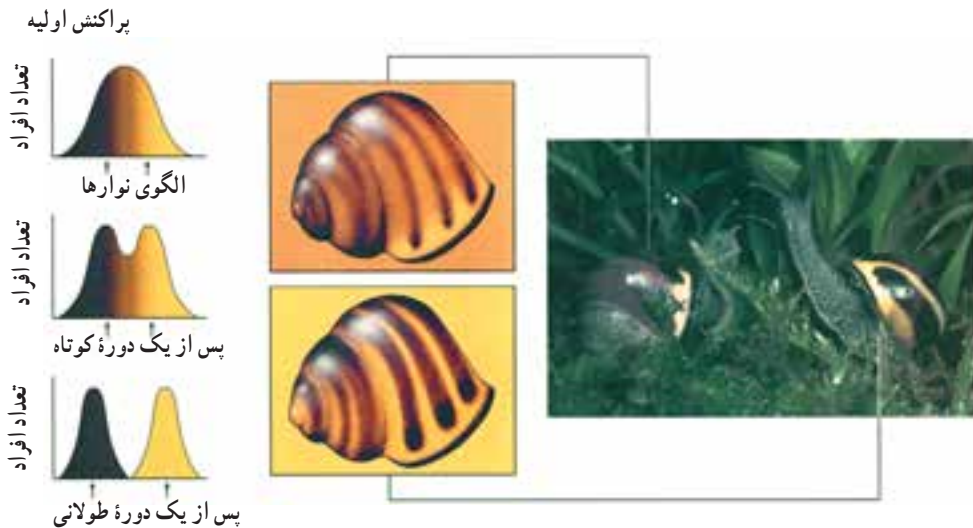 پراکنش اولیه
تعداد افراد
الگوی نوارها
تعداد افراد
پس از یک دورهٔ کوتاه
تعداد افراد
پس از یک دورهٔ طولانی